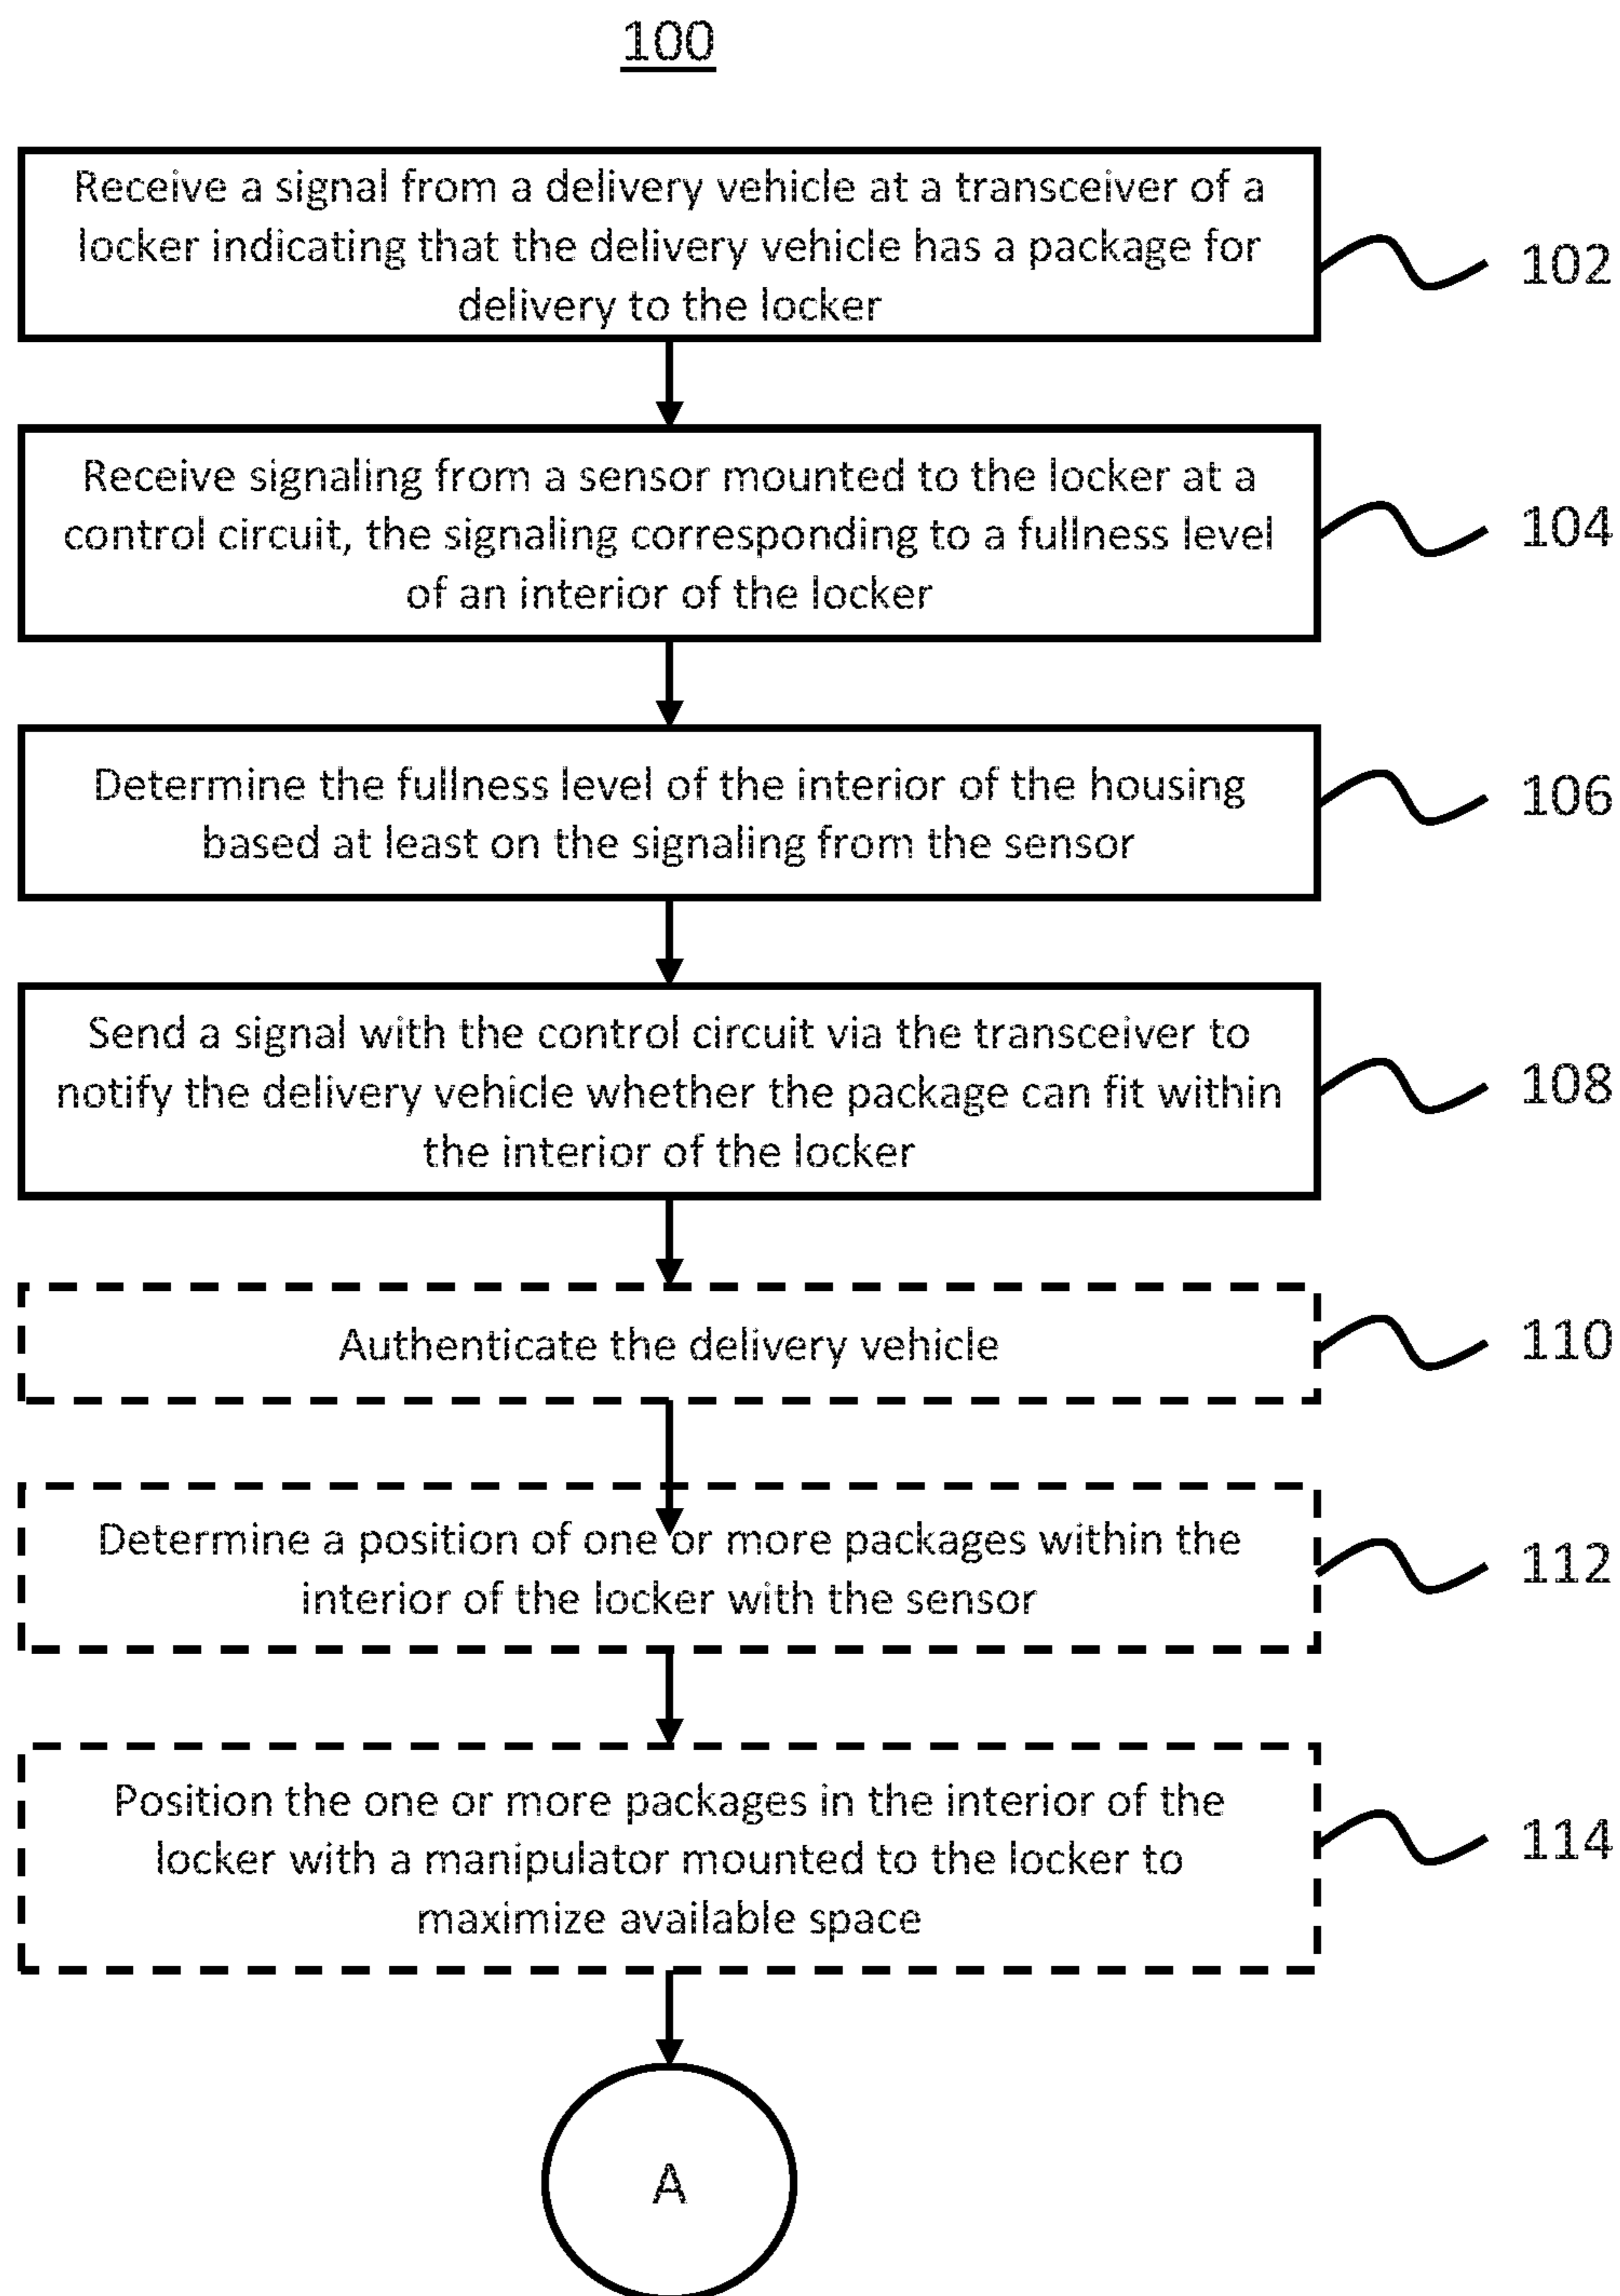 100
Receive a signal from a delivery vehicle at a transceiver of a
locker indicating that the delivery vehicle has a package for
delivery to the locker
102
Receive signaling from a sensor mounted to the locker at a
control circuit, the signaling corresponding to a fullness level
of an interior of the locker
104
Determine the fullness level of the interior of the housing
based at least on the signaling from the sensor
106
Send a signal with the control circuit via the transceiver to
notify the delivery vehicle whether the package can fit within
the interior of the locker
108
Authenticate the delivery vehicle
110
Determine a position of one or more packages within the
interior of the locker with the sensor
112
Position the one or more packages in the interior of the
locker with a manipulator mounted to the locker to
maximize available space
114
A